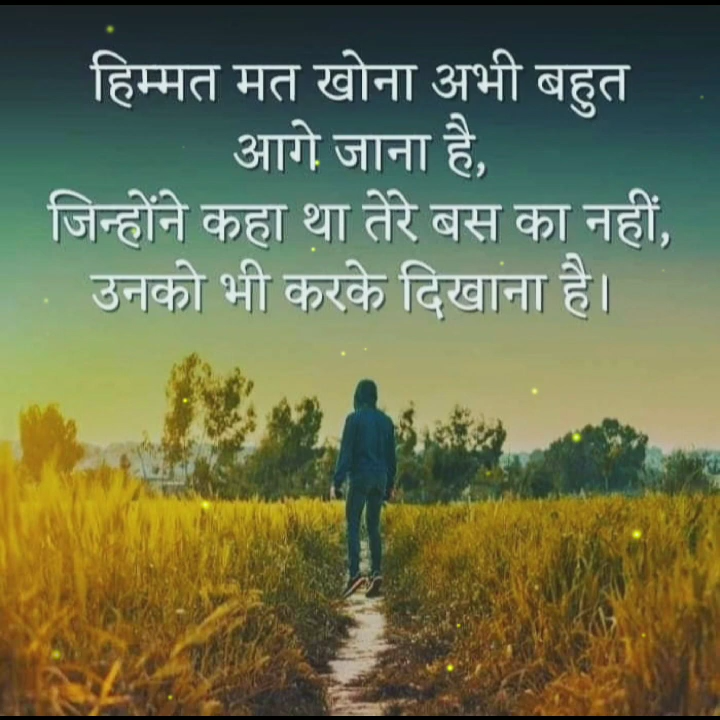 हिम्मत मत खोना अभी बहुत
आगे जाना है,
जिन्होंने कहा था तेरे बस का नहीं,
उनको भी करके दिखाना है।